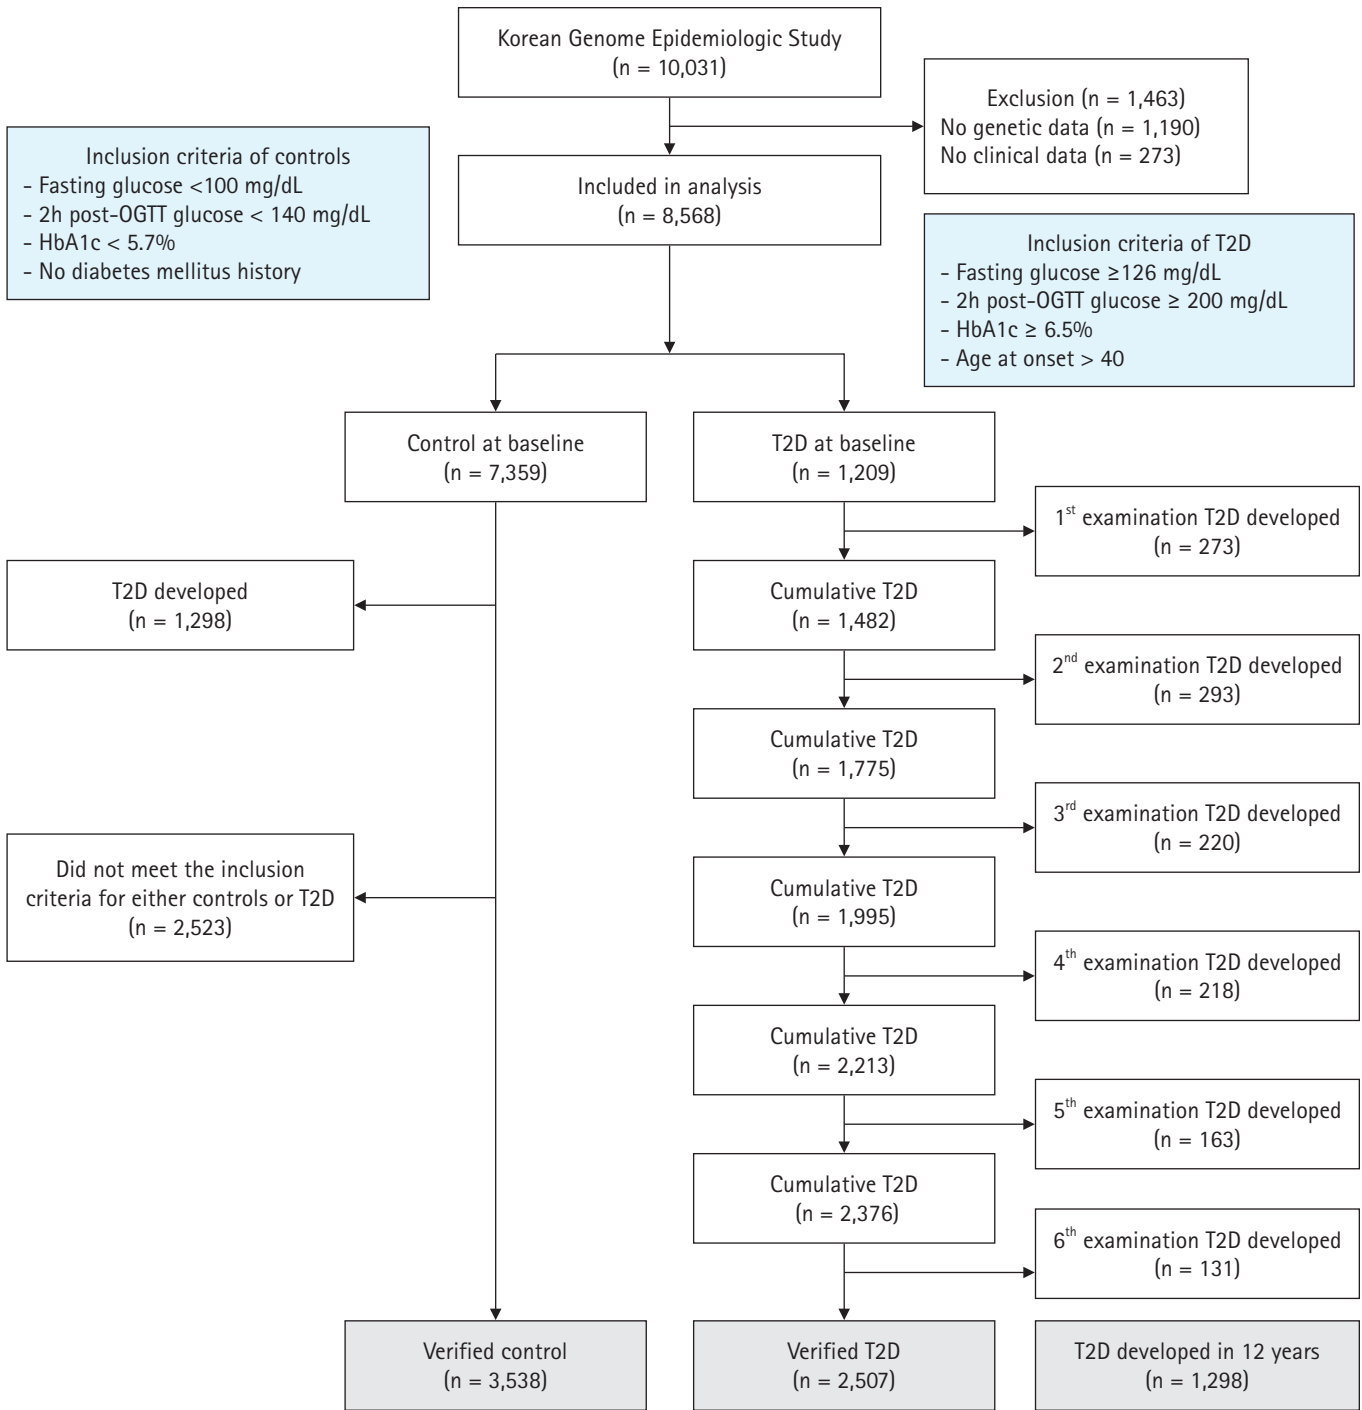 Korean Genome Epidemiologic Study
(n = 10,031)
Exclusion (n = 1,463)
No genetic data (n = 1,190)
No clinical data (n = 273)
Inclusion criteria of controls
- Fasting glucose <100 mg/dL
- 2h post-OGTT glucose < 140 mg/dL
- HbA1c < 5.7%
- No diabetes mellitus history
Included in analysis
(n = 8,568)
Inclusion criteria of T2D
- Fasting glucose ≥126 mg/dL
- 2h post-OGTT glucose ≥ 200 mg/dL
- HbA1c ≥ 6.5%
- Age at onset > 40
Control at baseline
(n = 7,359)
T2D at baseline
(n = 1,209)
1st examination T2D developed
(n = 273)
T2D developed
(n = 1,298)
Cumulative T2D
(n = 1,482)
2nd examination T2D developed
(n = 293)
Cumulative T2D
(n = 1,775)
3rd examination T2D developed
(n = 220)
Did not meet the inclusion
criteria for either controls or T2D
(n = 2,523)
Cumulative T2D
(n = 1,995)
4th examination T2D developed
(n = 218)
Cumulative T2D
(n = 2,213)
5th examination T2D developed
(n = 163)
Cumulative T2D
(n = 2,376)
6th examination T2D developed
(n = 131)
Verified control
(n = 3,538)
Verified T2D
(n = 2,507)
T2D developed in 12 years
(n = 1,298)